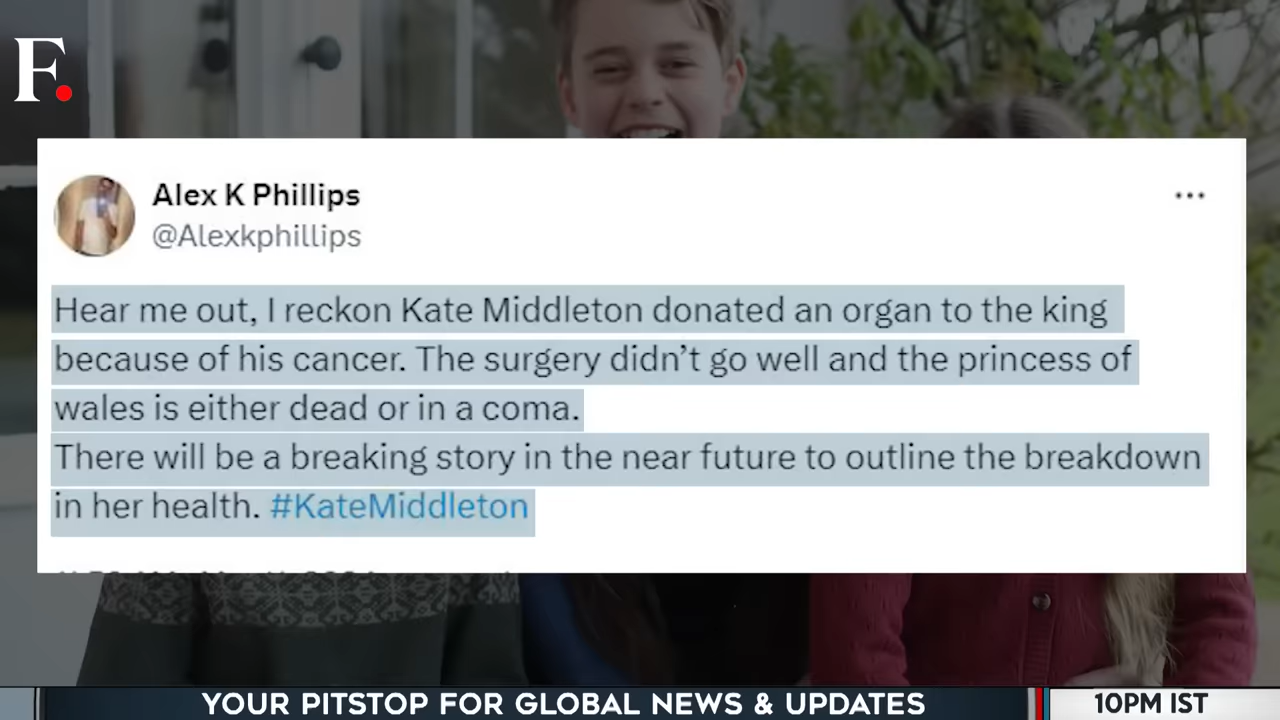 F.
Alex K Phillips
@Alexkphillips
Hear me out, I reckon Kate Middleton donated an organ to the king
because of his cancer. The surgery didn’t go well and the princess of
wales is either dead or in a coma.
There will be a breaking story in the near future to outline the breakdown
in her health. #KateMiddleton
YOUR PITSTOP FOR GLOBAL NEWS & UPDATES
10PM IST